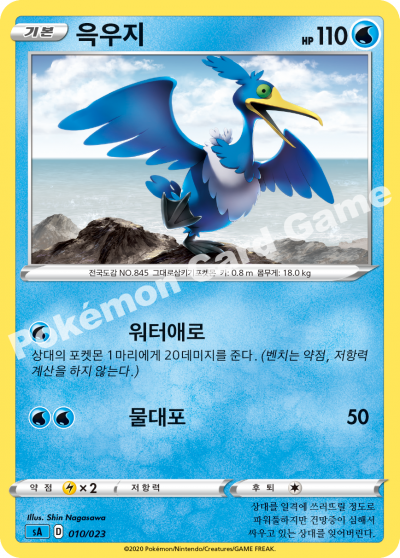 기본 윽우지 HP 110
전국도감 NO.845 그대로삼키기포켓몬 키: 0.8 m 몸무게: 18.0 kg
Pokémon Card Game
워터애로
상대의 포켓몬 1마리에게 20데미지를 준다. (벤치는 약점, 저항력
계산을 하지 않는다.)
물대포 50
약점 ×2 저항력 후퇴
Illus. Shin Nagasawa
sA D 010/023
상대를 일격에 쓰러뜨릴 정도로
파워풀하지만 건망증이 심해서
싸우고 있는 상대를 잊어버린다.
©2020 Pokémon/Nintendo/Creatures/GAME FREAK.